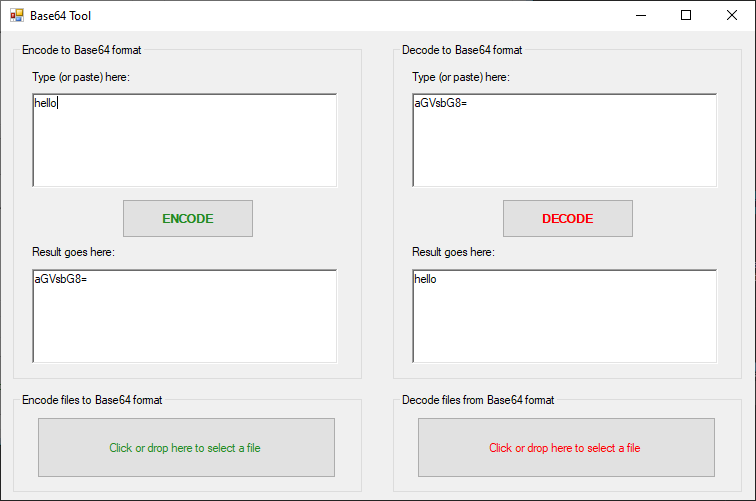 Base64 Tool
Encode to Base64 format
Type (or paste) here:
hello
ENCODE
Result goes here:
aGVsbG8=
Decode to Base64 format
Type (or paste) here:
aGVsbG8=
DECODE
Result goes here:
hello
Encode files to Base64 format
Click or drop here to select a file
Decode files from Base64 format
Click or drop here to select a file